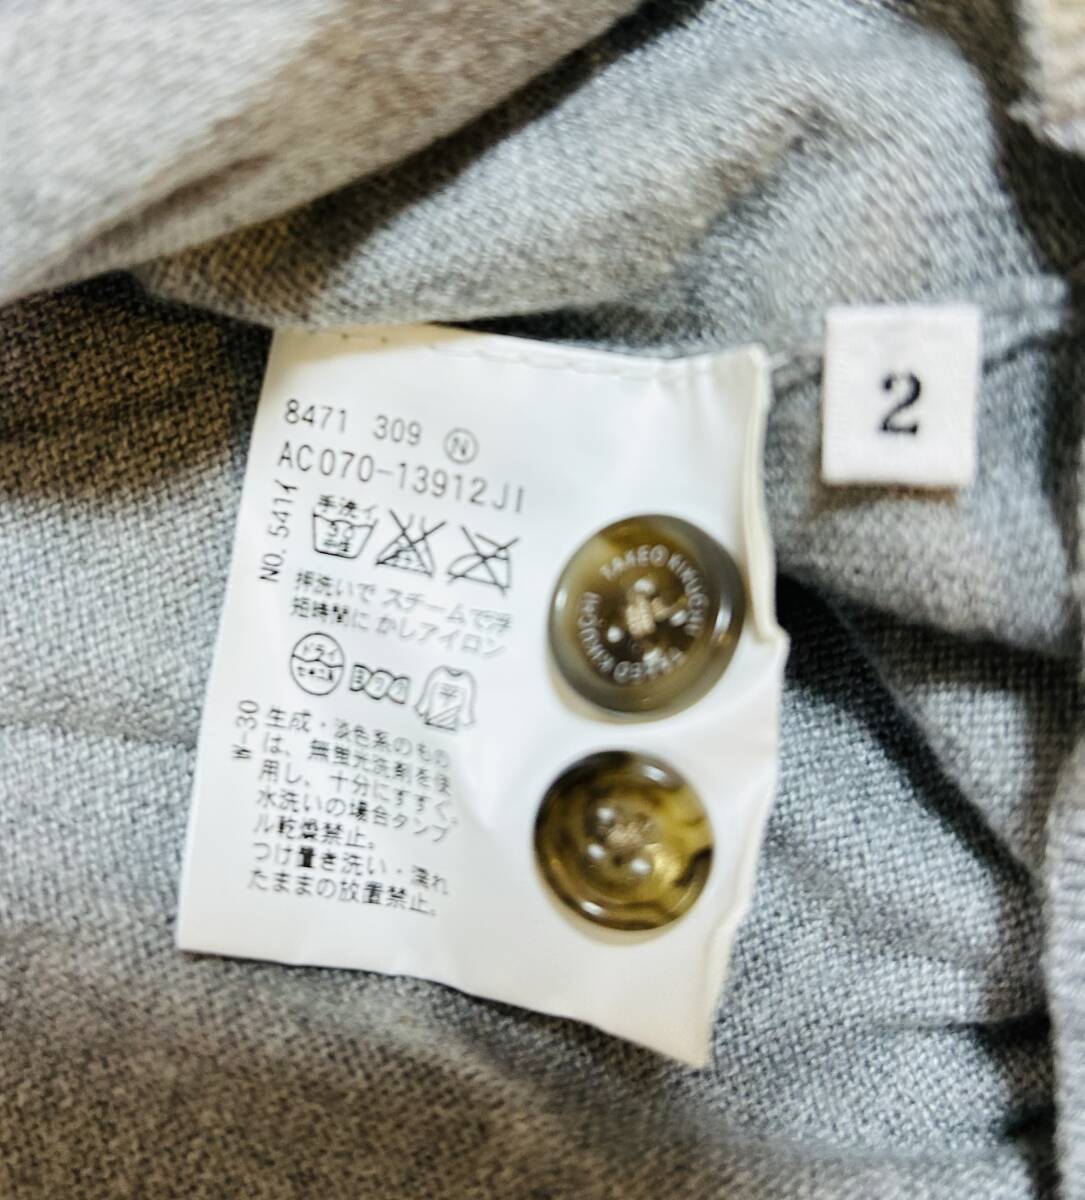 8471 309 Ⓝ
AC070-13912JI
NO. 541イ
手洗イ
30
押洗いで スチームで浮
短時間に かしアイロン
ドライ
セキユ系
W-30
生成・淡色系のもの
は、無蛍光洗剤を使
用し、十分にすすぐ。
水洗いの場合タンブ
ル乾燥禁止。
つけ置き洗い・濡れ
たままの放置禁止。
2
TAKEO KIKUCHI
TAKEO KIKUCHI